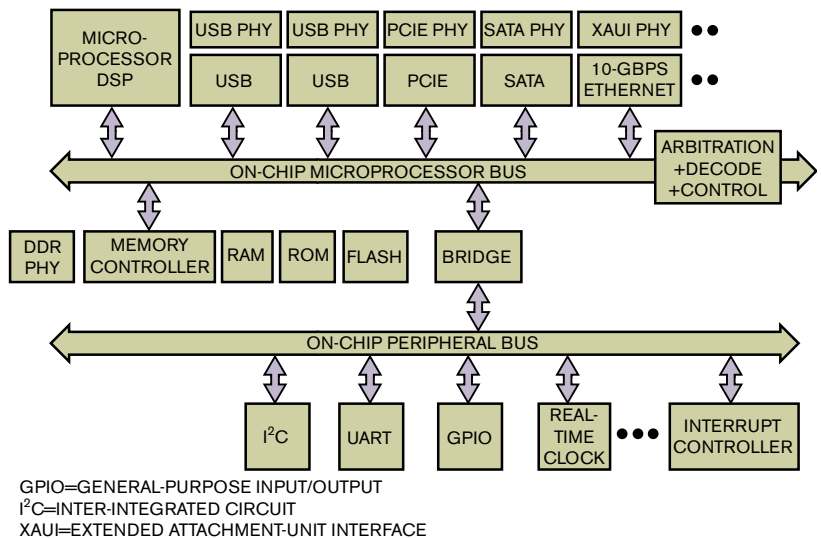 MICRO-
PROCESSOR
DSP
USB PHY
USB PHY
PCIE PHY
SATA PHY
XAUI PHY
USB
USB
PCIE
SATA
10-GBPS
ETHERNET
ON-CHIP MICROPROCESSOR BUS
ARBITRATION
+DECODE
+CONTROL
DDR
PHY
MEMORY
CONTROLLER
RAM
ROM
FLASH
BRIDGE
ON-CHIP PERIPHERAL BUS
I²C
UART
GPIO
REAL-
TIME
CLOCK
INTERRUPT
CONTROLLER
GPIO=GENERAL-PURPOSE INPUT/OUTPUT
I²C=INTER-INTEGRATED CIRCUIT
XAUI=EXTENDED ATTACHMENT-UNIT INTERFACE